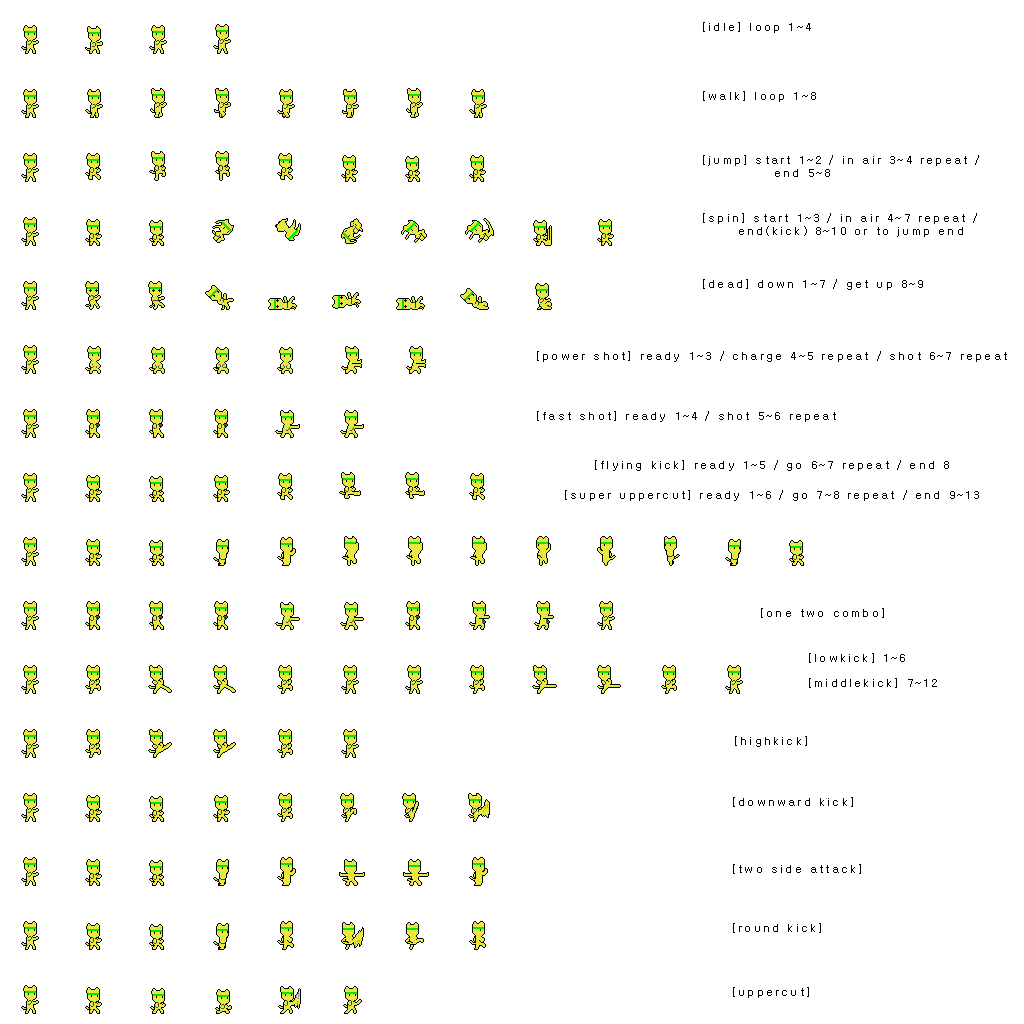 [idle] loop 1~4
[walk] loop 1~8
[jump] start 1~2 / in air 3~4 repeat /
end 5~8
[spin] start 1~3 / in air 4~7 repeat /
end(kick) 8~10 or to jump end
[dead] down 1~7 / get up 8~9
[power shot] ready 1~3 / charge 4~5 repeat / shot 6~7 repeat
[fast shot] ready 1~4 / shot 5~6 repeat
[flying kick] ready 1~5 / go 6~7 repeat / end 8
[super uppercut] ready 1~6 / go 7~8 repeat / end 9~13
[one two combo]
[lowkick] 1~6
[middlekick] 7~12
[highkick]
[downward kick]
[two side attack]
[round kick]
[uppercut]